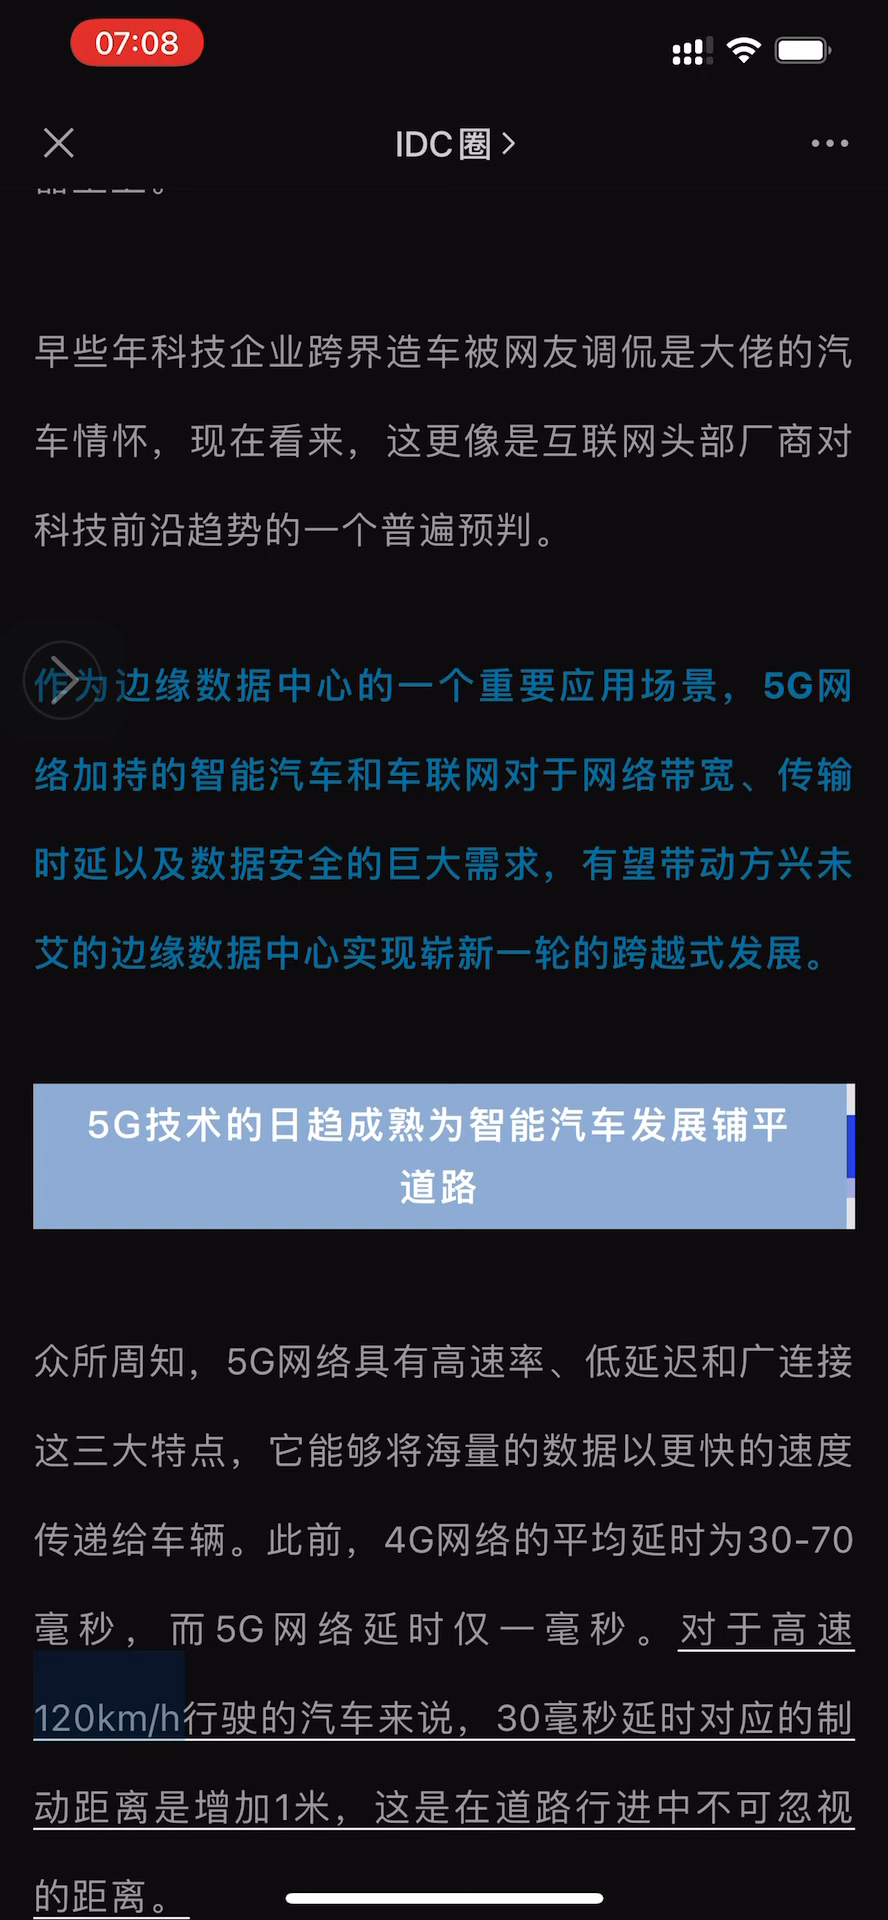 07:08
IDC圈
早些年科技企业跨界造车被网友调侃是大佬的汽
车情怀，现在看来，这更像是互联网头部厂商对
科技前沿趋势的一个普遍预判。
作为边缘数据中心的一个重要应用场景，5G网
络加持的智能汽车和车联网对于网络带宽、传输
时延以及数据安全的巨大需求，有望带动方兴未
艾的边缘数据中心实现崭新一轮的跨越式发展。
5G技术的日趋成熟为智能汽车发展铺平
道路
众所周知，5G网络具有高速率、低延迟和广连接
这三大特点，它能够将海量的数据以更快的速度
传递给车辆。此前，4G网络的平均延时为30-70
毫秒，而5G网络延时仅一毫秒。对于高速
120km/h行驶的汽车来说，30毫秒延时对应的制
动距离是增加1米，这是在道路行进中不可忽视
的距离。